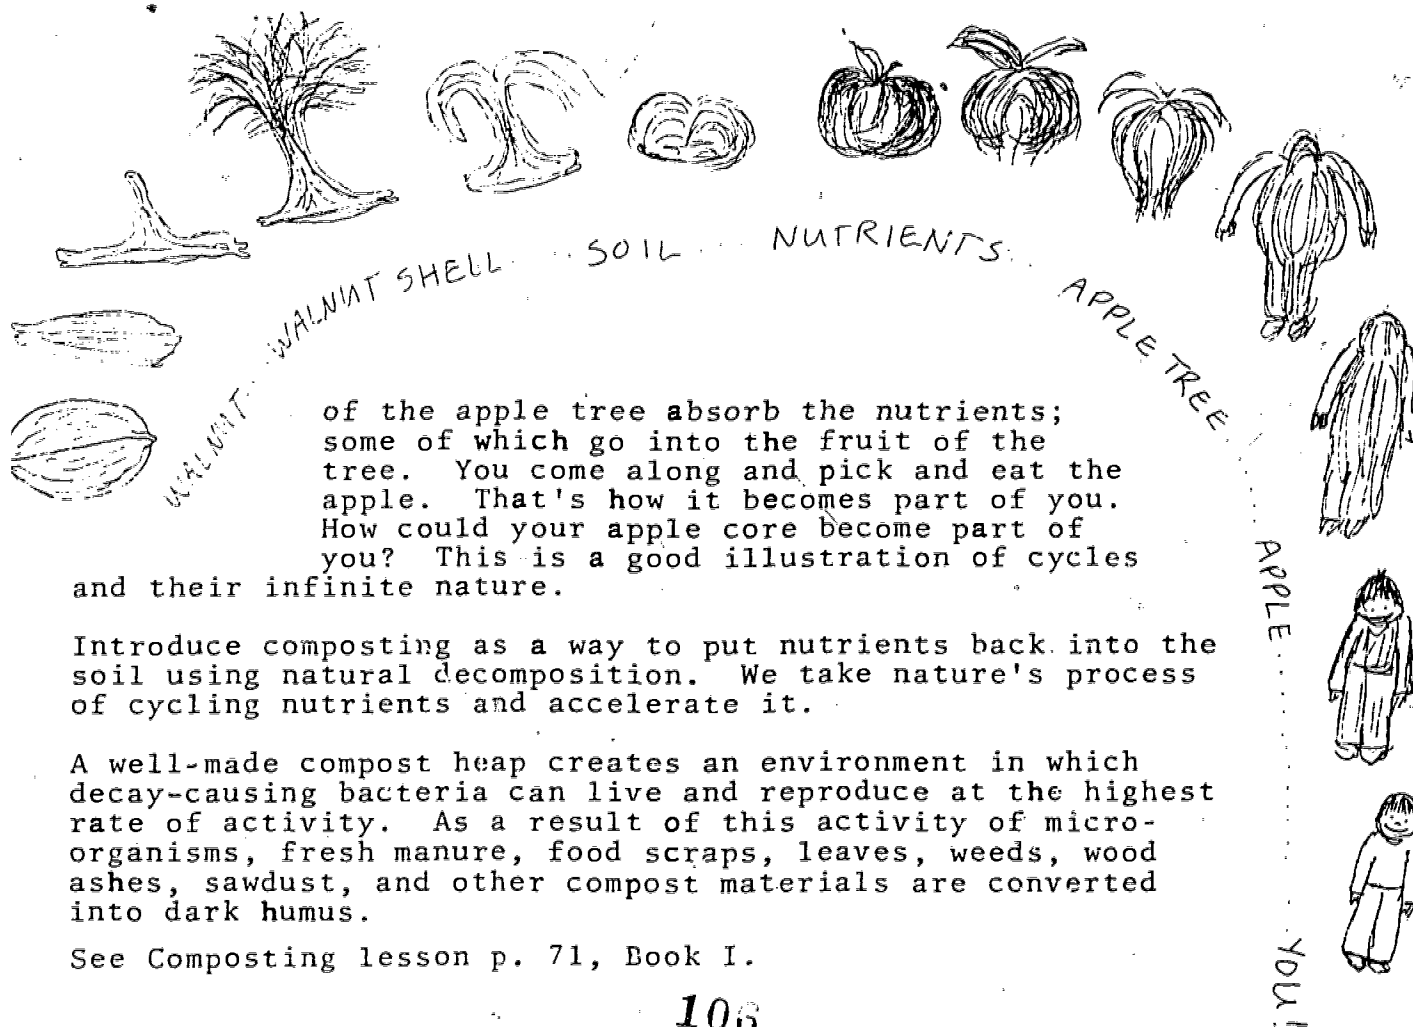 WALNUT WALNUT SHELL SOIL NUTRIENTS APPLE TREE APPLE YOU!
of the apple tree absorb the nutrients;
some of which go into the fruit of the
tree. You come along and pick and eat the
apple. That's how it becomes part of you.
How could your apple core become part of
you? This is a good illustration of cycles
and their infinite nature.
Introduce composting as a way to put nutrients back into the
soil using natural decomposition. We take nature's process
of cycling nutrients and accelerate it.
A well-made compost heap creates an environment in which
decay-causing bacteria can live and reproduce at the highest
rate of activity. As a result of this activity of micro-
organisms, fresh manure, food scraps, leaves, weeds, wood
ashes, sawdust, and other compost materials are converted
into dark humus.
See Composting lesson p. 71, Book I.